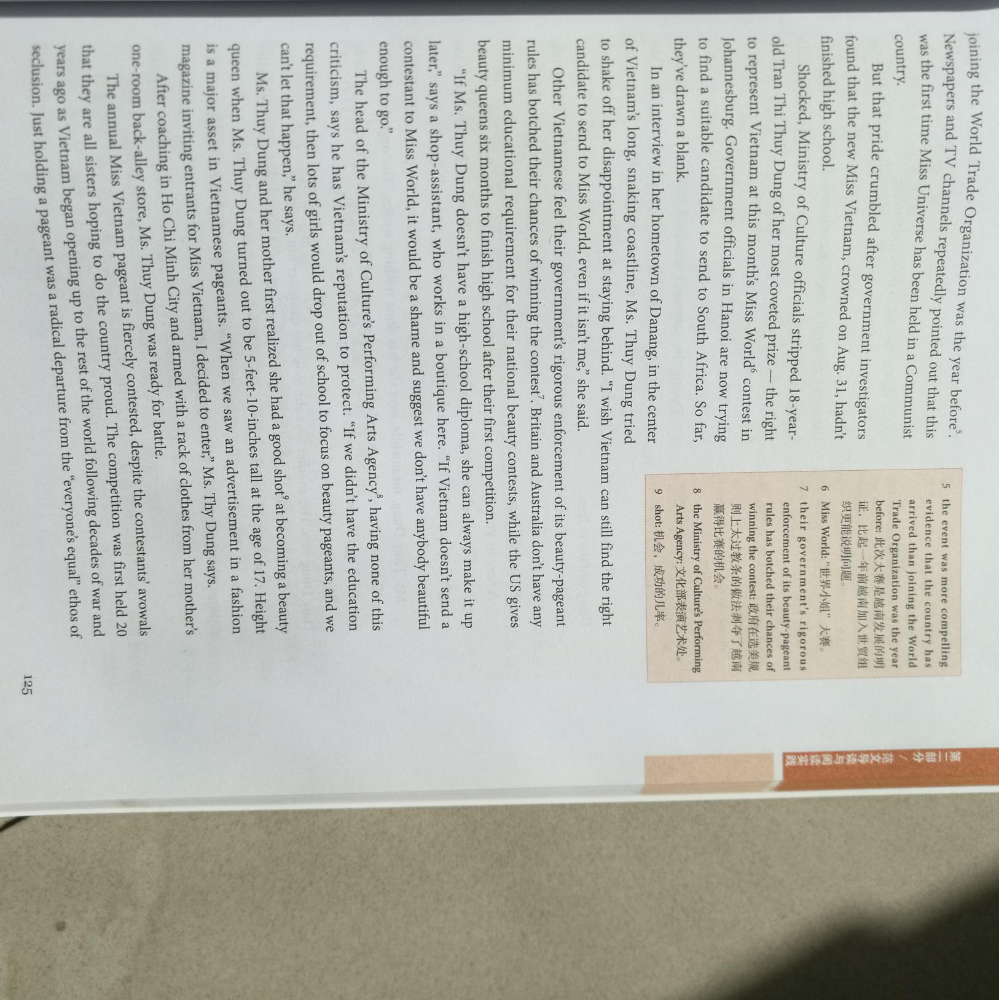 joining the World Trade Organization was the year before⁵.
Newspapers and TV channels repeatedly pointed out that this
was the first time Miss Universe has been held in a Communist
country.
But that pride crumbled after government investigators
found that the new Miss Vietnam, crowned on Aug. 31, hadn't
finished high school.
Shocked, Ministry of Culture officials stripped 18-year-
old Tran Thi Thuy Dung of her most coveted prize — the right
to represent Vietnam at this month's Miss World⁶ contest in
Johannesburg. Government officials in Hanoi are now trying
to find a suitable candidate to send to South Africa. So far,
they've drawn a blank.
In an interview in her hometown of Danang, in the center
of Vietnam's long, snaking coastline, Ms. Thuy Dung tried
to shake off her disappointment at staying behind. "I wish Vietnam can still find the right
candidate to send to Miss World, even if it isn't me," she said.
Other Vietnamese feel their government's rigorous enforcement of its beauty-pageant
rules has botched their chances of winning the contest⁷. Britain and Australia don't have any
minimum educational requirement for their national beauty contests, while the US gives
beauty queens six months to finish high school after their first competition.
"If Ms. Thuy Dung doesn't have a high-school diploma, she can always make it up
later," says a shop-assistant, who works in a boutique here. "If Vietnam doesn't send a
contestant to Miss World, it would be a shame and suggest we don't have anybody beautiful
enough to go."
The head of the Ministry of Culture's Performing Arts Agency⁸, having none of this
criticism, says he has Vietnam's reputation to protect. "If we didn't have the education
requirement, then lots of girls would drop out of school to focus on beauty pageants, and we
can't let that happen," he says.
Ms. Thuy Dung and her mother first realized she had a good shot⁹ at becoming a beauty
queen when Ms. Thuy Dung turned out to be 5-feet-10-inches tall at the age of 17. Height
is a major asset in Vietnamese pageants. "When we saw an advertisement in a fashion
magazine inviting entrants for Miss Vietnam, I decided to enter," Ms. Thy Dung says.
After coaching in Ho Chi Minh City and armed with a rack of clothes from her mother's
one-room back-alley store, Ms. Thuy Dung was ready for battle.
The annual Miss Vietnam pageant is fiercely contested, despite the contestants' avowals
that they are all sisters hoping to do the country proud. The competition was first held 20
years ago as Vietnam began opening up to the rest of the world following decades of war and
seclusion. Just holding a pageant was a radical departure from the "everyone's equal" ethos of
5 the event was more compelling
evidence that the country has
arrived than joining the World
Trade Organization was the year
before: 此次大赛是越南发展的明
证，比起一年前越南加入世贸组
织更能说明问题。
6 Miss World: "世界小姐" 大赛。
7 their government's rigorous
enforcement of its beauty-pageant
rules has botched their chances of
winning the contest: 政府在选美规
则上太过教条的做法剥夺了越南
赢得比赛的机会。
8 the Ministry of Culture's Performing
Arts Agency: 文化部表演艺术处。
9 shot: 机会，成功的几率。
第二部分 / 范文导读与阅读实践
125